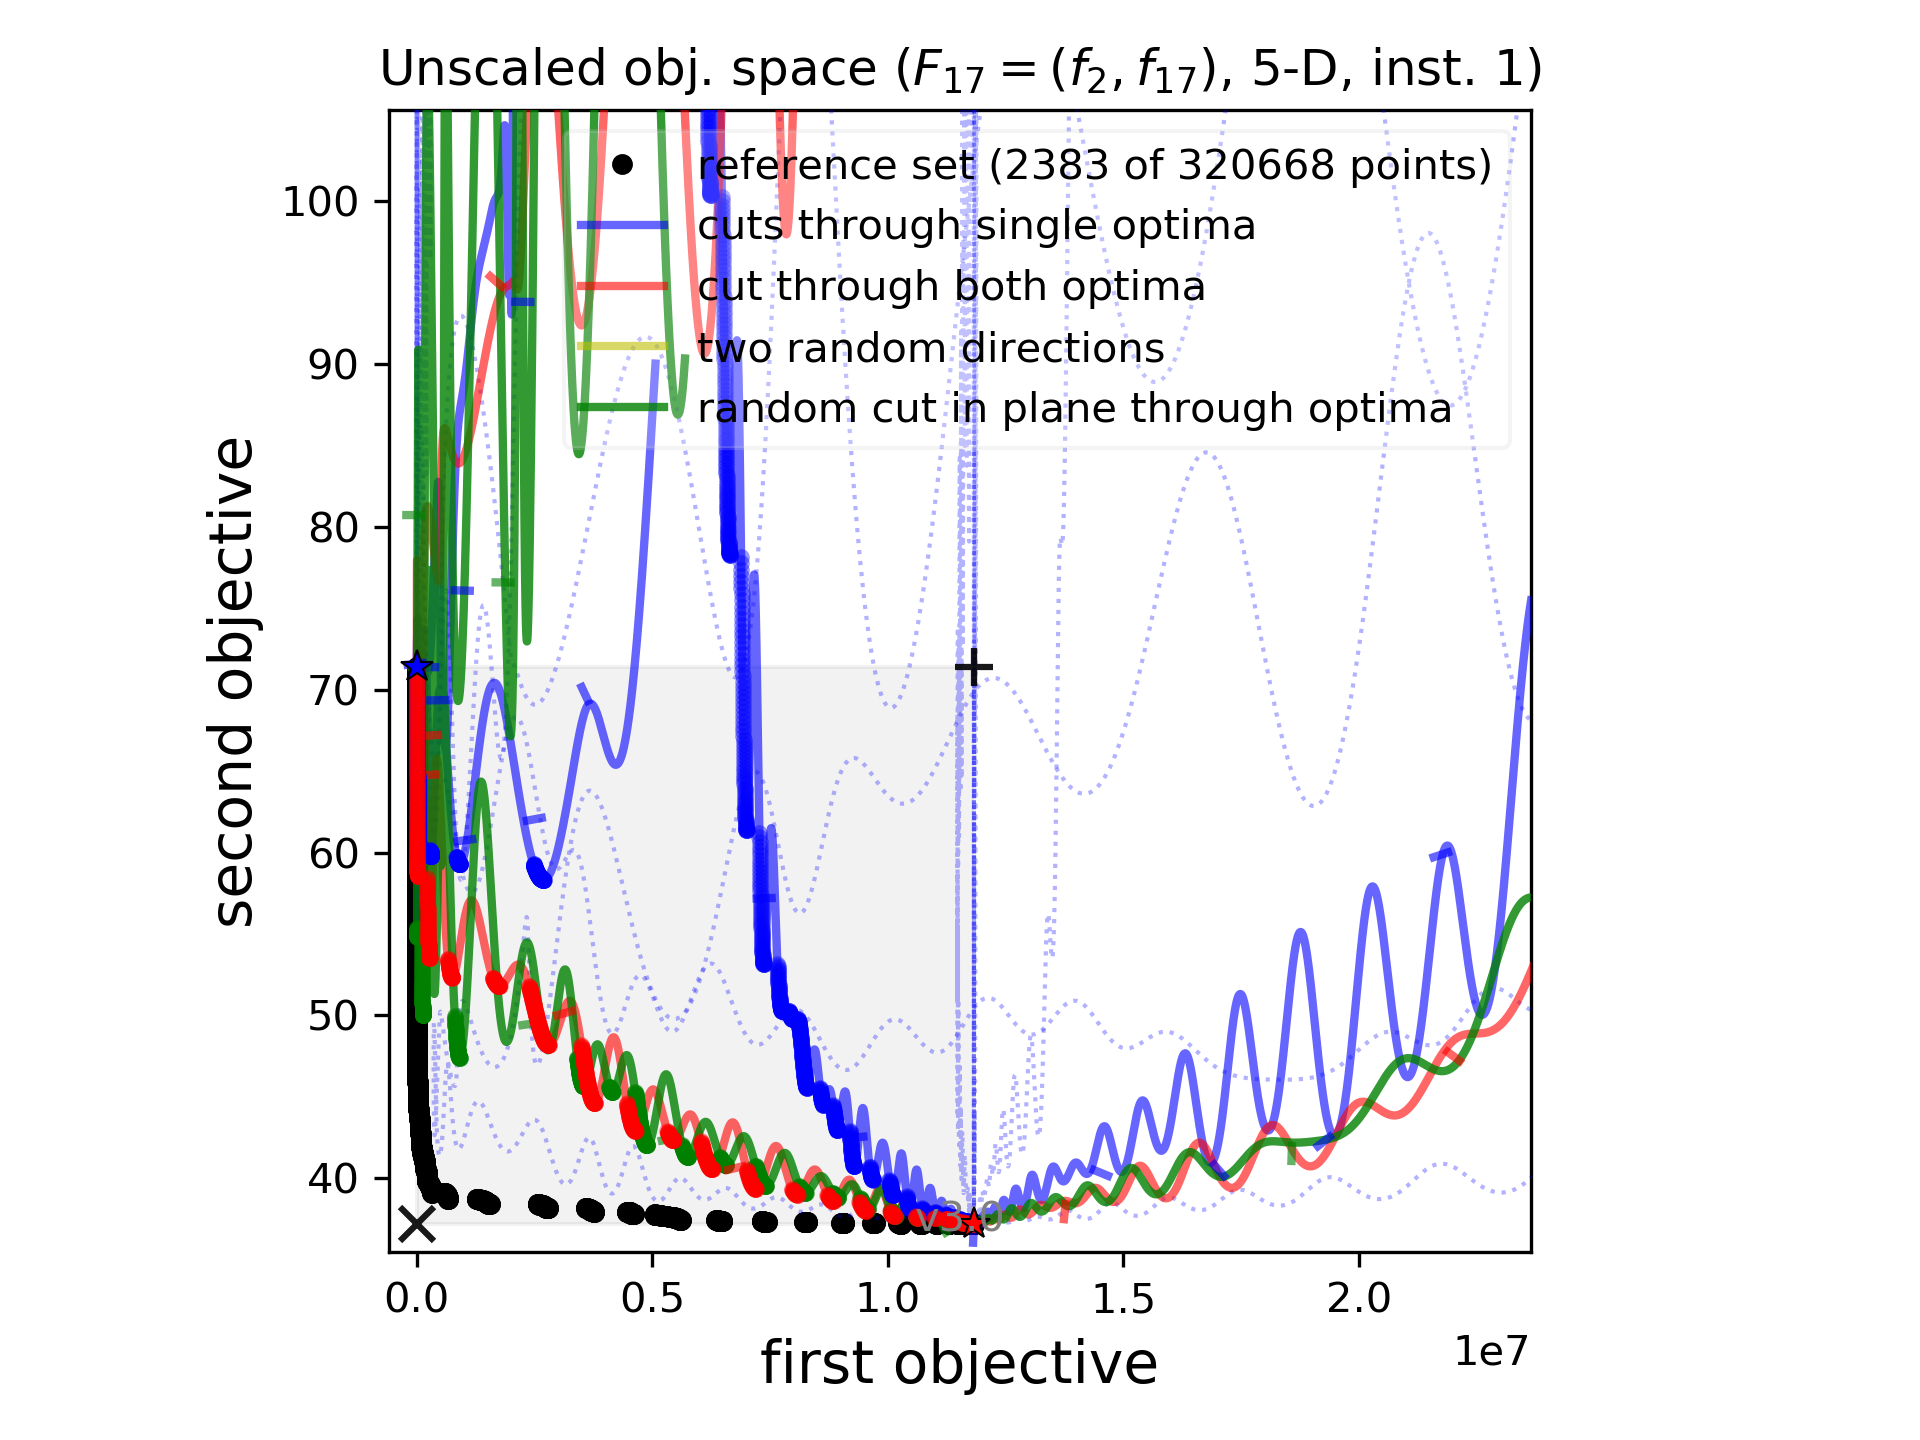 Unscaled obj. space (F17 = (f2, f17), 5-D, inst. 1)
reference set (2383 of 320668 points)
cuts through single optima
cut through both optima
two random directions
random cut in plane through optima
second objective
100
90
80
70
60
50
40
0.0 0.5 1.0 1.5 2.0
1e7
first objective